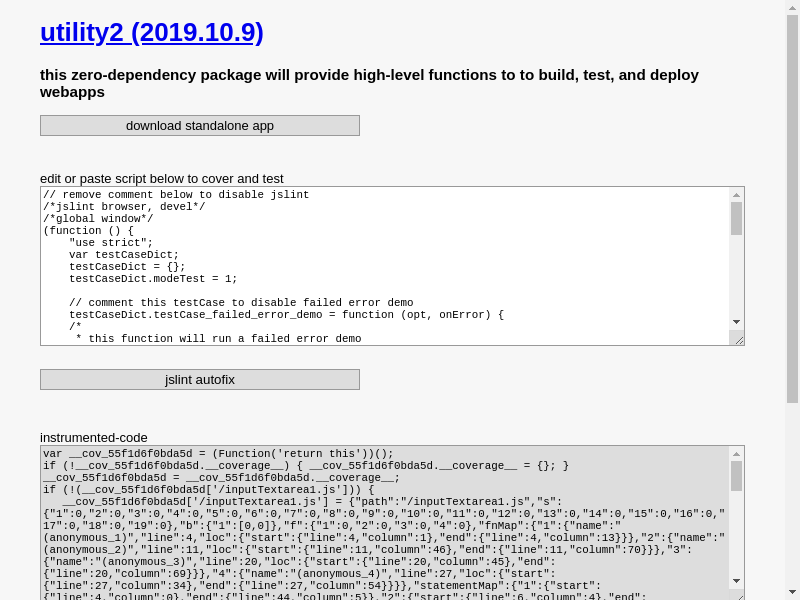 utility2 (2019.10.9)
this zero-dependency package will provide high-level functions to to build, test, and deploy
webapps
download standalone app
edit or paste script below to cover and test
// remove comment below to disable jslint
/*jslint browser, devel*/
/*global window*/
(function () {
    "use strict";
    var testCaseDict;
    testCaseDict = {};
    testCaseDict.modeTest = 1;
    // comment this testCase to disable failed error demo
    testCaseDict.testCase_failed_error_demo = function (opt, onError) {
    /*
     * this function will run a failed error demo
jslint autofix
instrumented-code
var __cov_55f1d6f0bda5d = (Function('return this'))();
if (!__cov_55f1d6f0bda5d.__coverage__) { __cov_55f1d6f0bda5d.__coverage__ = {}; }
__cov_55f1d6f0bda5d = __cov_55f1d6f0bda5d.__coverage__;
if (!(__cov_55f1d6f0bda5d['/inputTextarea1.js'])) {
   __cov_55f1d6f0bda5d['/inputTextarea1.js'] = {"path":"/inputTextarea1.js","s":
{"1":0,"2":0,"3":0,"4":0,"5":0,"6":0,"7":0,"8":0,"9":0,"10":0,"11":0,"12":0,"13":0,"14":0,"15":0,"16":0,"
17":0,"18":0,"19":0},"b":{"1":[0,0]},"f":{"1":0,"2":0,"3":0,"4":0},"fnMap":{"1":{"name":"
(anonymous_1)","line":4,"loc":{"start":{"line":4,"column":1},"end":{"line":4,"column":13}}},"2":{"name":"
(anonymous_2)","line":11,"loc":{"start":{"line":11,"column":46},"end":{"line":11,"column":70}}},"3":
{"name":"(anonymous_3)","line":20,"loc":{"start":{"line":20,"column":45},"end":
{"line":20,"column":69}}},"4":{"name":"(anonymous_4)","line":27,"loc":{"start":
{"line":27,"column":34},"end":{"line":27,"column":54}}}},"statementMap":{"1":{"start":
{"line":4,"column":0},"end":{"line":44,"column":5}},"2":{"start":{"line":6,"column":4},"end":